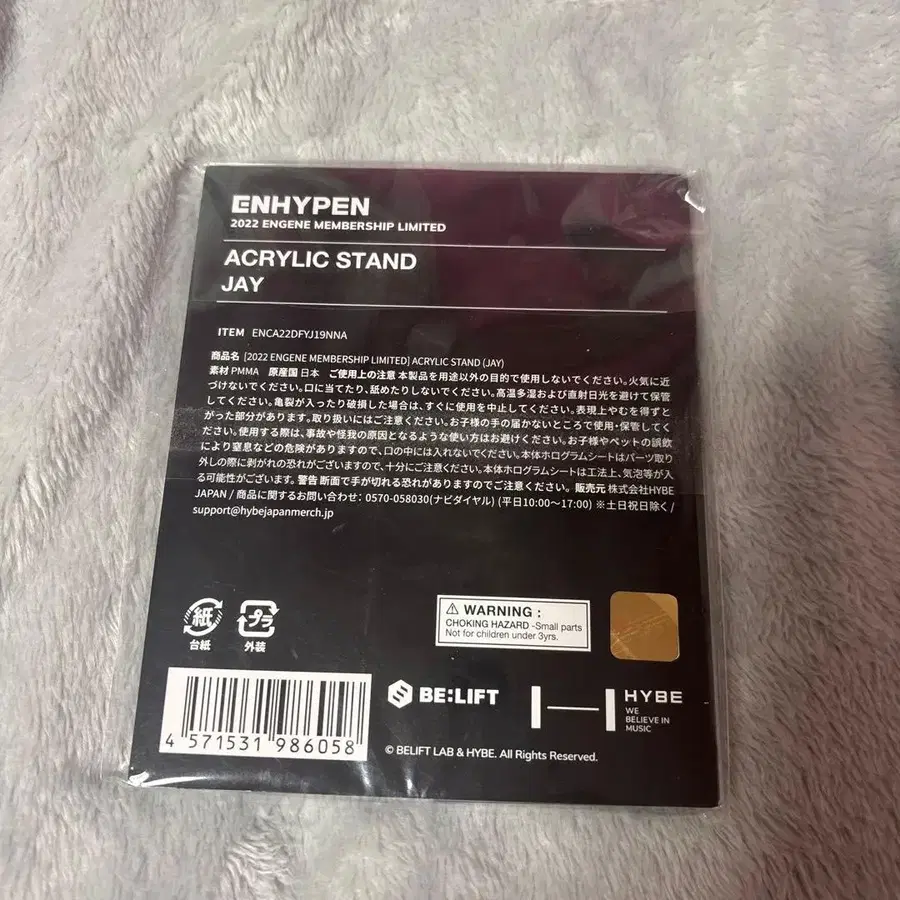 ENHYPEN
2022 ENGENE MEMBERSHIP LIMITED
ACRYLIC STAND
JAY
ITEM ENCA22DFYJ19NNA
商品名 [2022 ENGENE MEMBERSHIP LIMITED] ACRYLIC STAND (JAY)
素材 PMMA 原産国 日本 ご使用上の注意 本製品を用途以外の目的で使用しないでください。火気に近
づけないでください。口に当てたり、舐めたりしないでください。高温多湿および直射日光を避けて保管
してください。亀裂が入ったり破損した場合は、すぐに使用を中止してください。表現上やむを得ずと
がった部分があります。取り扱いにはご注意ください。お子様の手の届かないところで使用・保管してく
ださい。使用する際は、事故や怪我の原因となるような使い方はお避けください。お子様やペットの誤飲
により窒息などの危険がありますので、口の中には入れないでください。本体ホログラムシートはパーツ取り
外しの際に剥がれの恐れがございますので、十分にご注意ください。本体ホログラムシートは工法上、気泡等が入
る可能性がございます。警告 断面で手が切れる恐れがありますのでご注意ください。 販売元 株式会社HYBE
JAPAN / 商品に関するお問い合わせ: 0570-058030(ナビダイヤル) (平日10:00〜17:00) ※土日祝日除く /
support@hybejapanmerch.jp
紙
台紙
プラ
外装
⚠ WARNING :
CHOKING HAZARD -Small parts
Not for children under 3yrs.
4 571531 986058
BE:LIFT
HYBE
WE
BELIEVE IN
MUSIC
© BELIFT LAB & HYBE. All Rights Reserved.